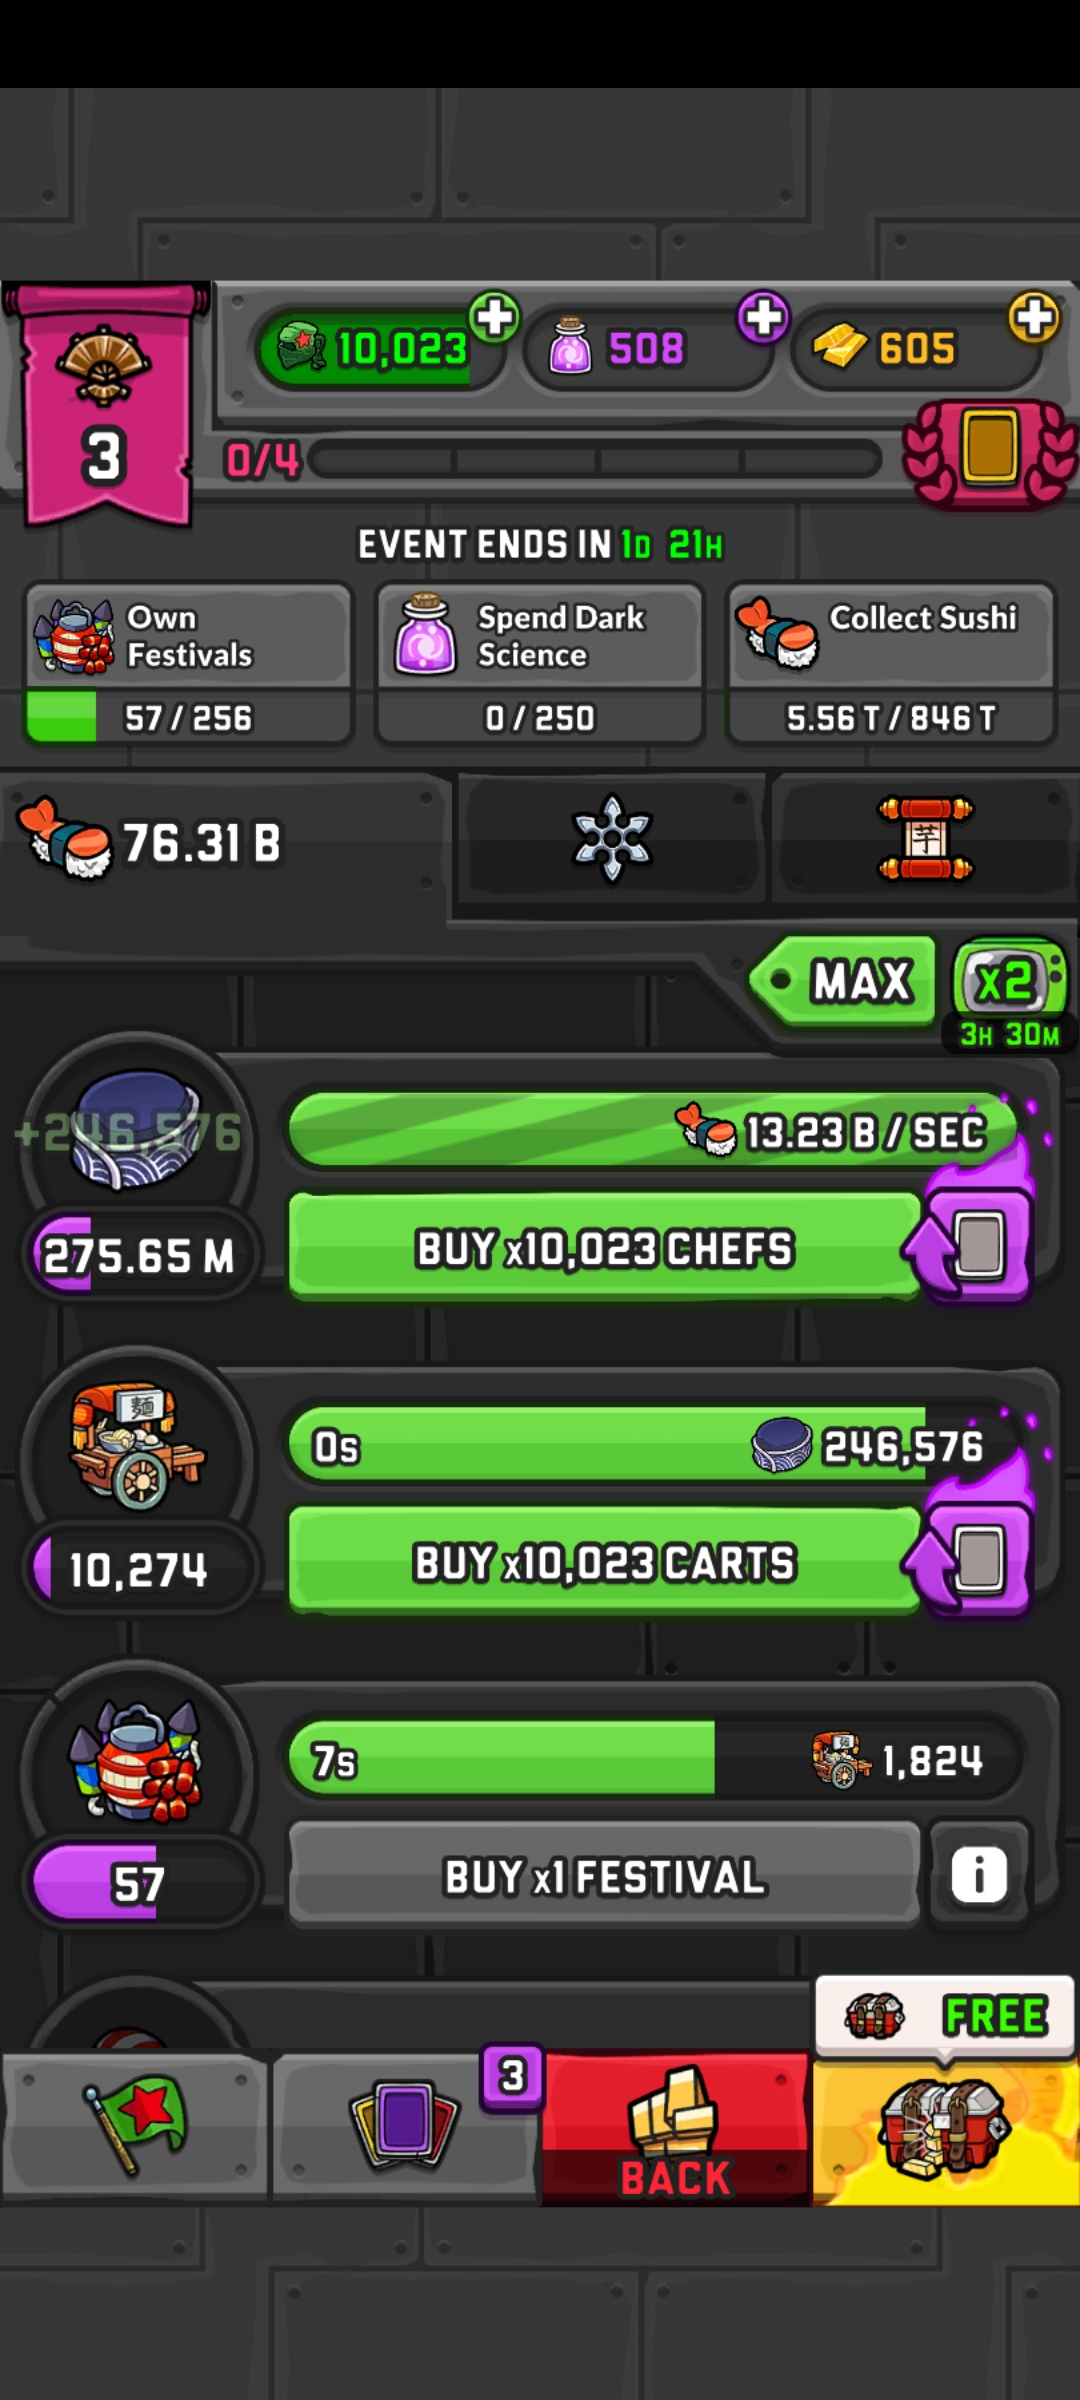 10,023
508
605
3
0/4
EVENT ENDS IN 1D 21H
Own
Festivals
57 / 256
Spend Dark
Science
0 / 250
Collect Sushi
5.56 T / 846 T
76.31 B
芋
MAX
x2
3H 30M
+246,576
13.23 B / SEC
275.65 M
BUY x10,023 CHEFS
麺
0s
246,576
10,274
BUY x10,023 CARTS
7s
1,824
57
BUY x1 FESTIVAL
i
FREE
3
BACK